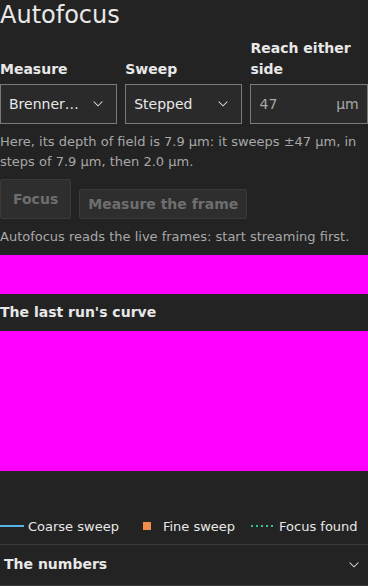 Autofocus
Measure
Sweep
Reach either side
Brenner…
Stepped
47 µm
Here, its depth of field is 7.9 µm: it sweeps ±47 µm, in
steps of 7.9 µm, then 2.0 µm.
Focus
Measure the frame
Autofocus reads the live frames: start streaming first.
The last run's curve
Coarse sweep
Fine sweep
Focus found
The numbers